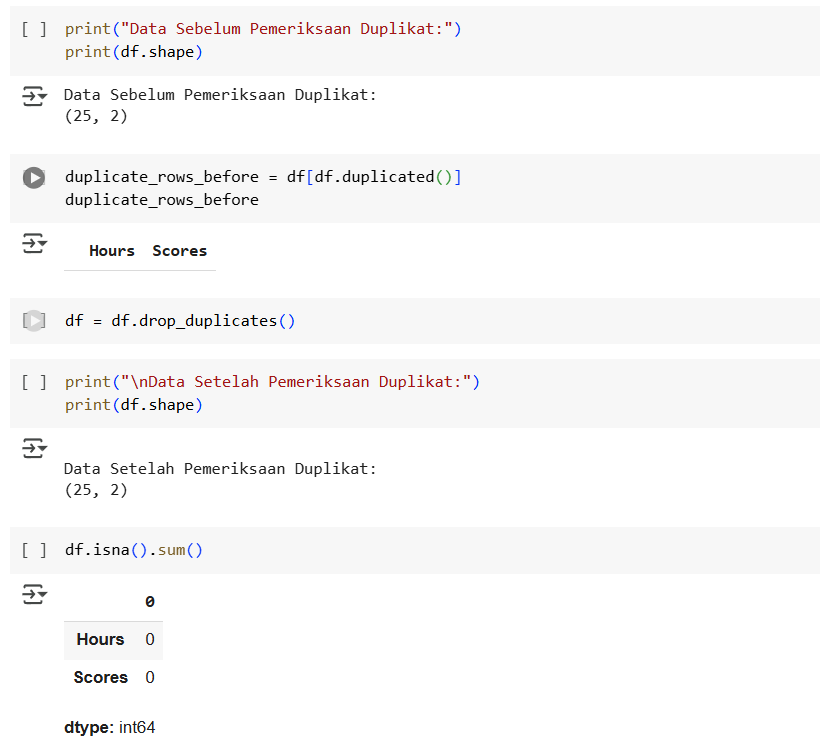 [ ] print("Data Sebelum Pemeriksaan Duplikat:")
print(df.shape)
Data Sebelum Pemeriksaan Duplikat:
(25, 2)
duplicate_rows_before = df[df.duplicated()]
duplicate_rows_before
Hours Scores
df = df.drop_duplicates()
[ ] print("\nData Setelah Pemeriksaan Duplikat:")
print(df.shape)
Data Setelah Pemeriksaan Duplikat:
(25, 2)
[ ] df.isna().sum()
0
Hours 0
Scores 0
dtype: int64